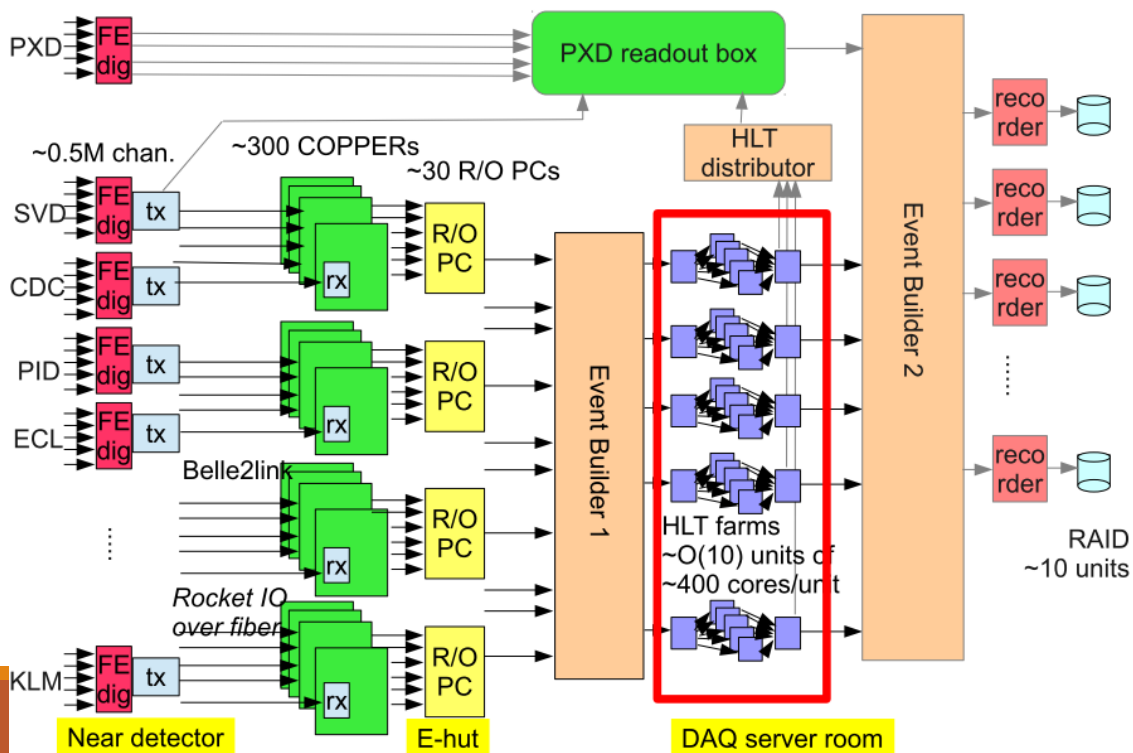 PXD
FE
dig
PXD readout box
~0.5M chan.
~300 COPPERs
~30 R/O PCs
HLT
distributor
Event Builder 2
reco
rder
reco
rder
reco
rder
......
reco
rder
RAID
~10 units
SVD
FE
dig
tx
rx
R/O
PC
CDC
FE
dig
tx
PID
FE
dig
tx
rx
R/O
PC
ECL
FE
dig
tx
Event Builder 1
Belle2link
rx
R/O
PC
......
HLT farms
~O(10) units of
~400 cores/unit
Rocket IO
over fiber
R/O
PC
KLM
FE
dig
tx
rx
Near detector
E-hut
DAQ server room